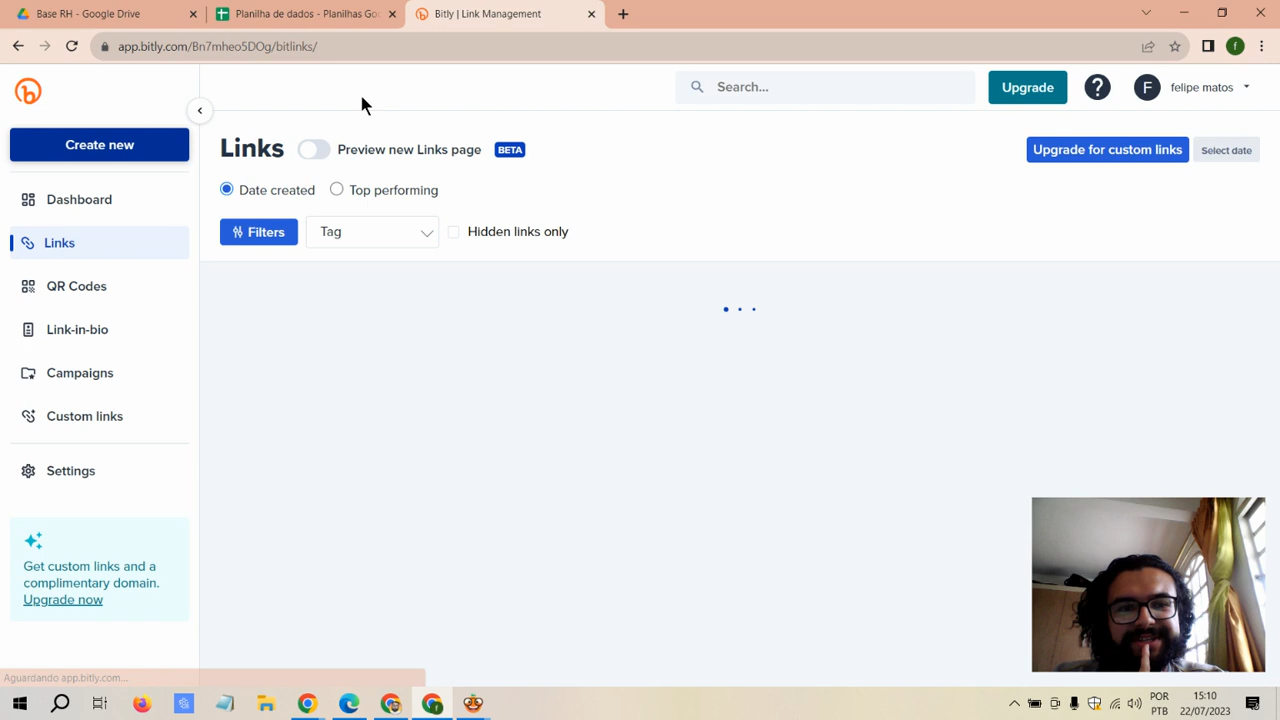 Base RH - Google Drive
Planilha de dados - Planilhas Goo
Bitly | Link Management
app.bitly.com/Bn7mheo5DOg/bitlinks/
f
Search...
Upgrade
F
felipe matos
Create new
Links
Preview new Links page
BETA
Upgrade for custom links
Select date
Date created
Top performing
Filters
Tag
Hidden links only
Dashboard
Links
QR Codes
Link-in-bio
Campaigns
Custom links
Settings
Get custom links and a
complimentary domain.
Upgrade now
Aguardando app.bitly.com...
POR
PTB
15:10
22/07/2023